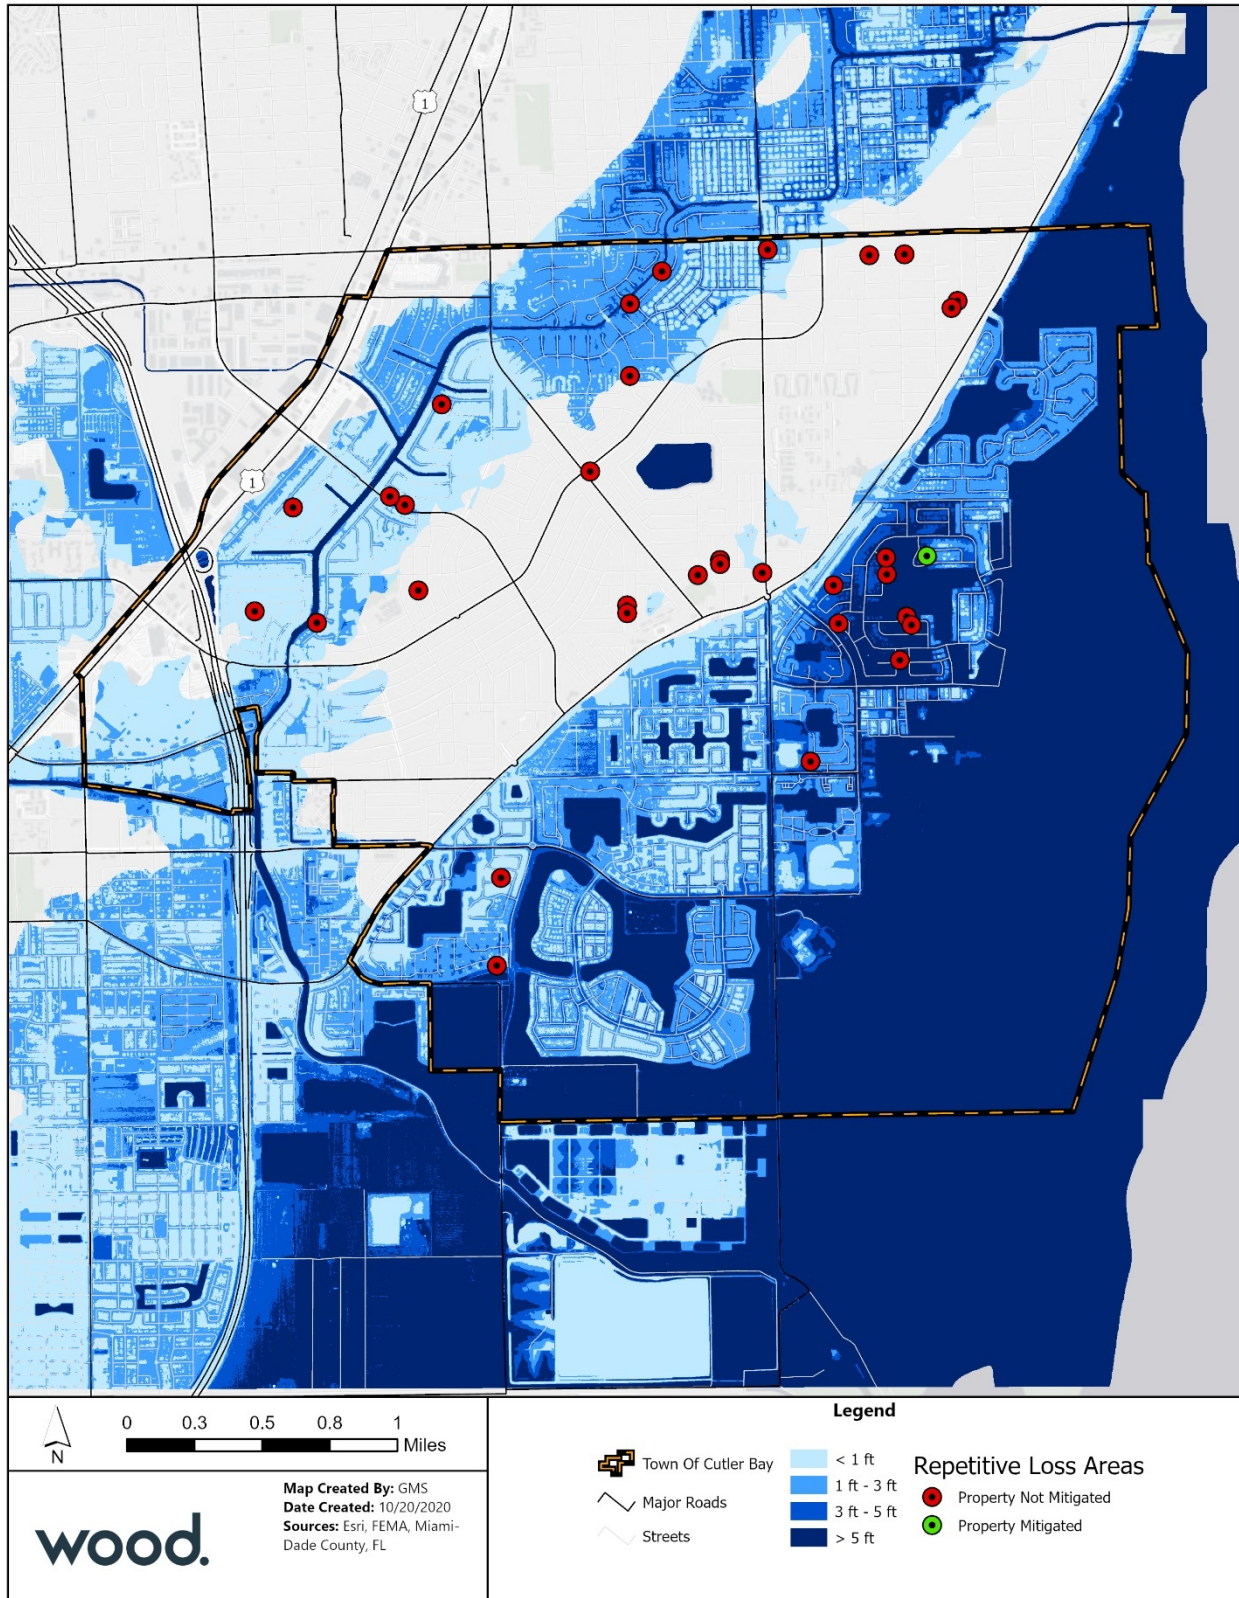 1
1
0 0.3 0.5 0.8 1
Miles
N
Map Created By: GMS
Date Created: 10/20/2020
Sources: Esri, FEMA, Miami-
Dade County, FL
wood.
Legend
Town Of Cutler Bay
Major Roads
Streets
< 1 ft
1 ft - 3 ft
3 ft - 5 ft
> 5 ft
Repetitive Loss Areas
Property Not Mitigated
Property Mitigated